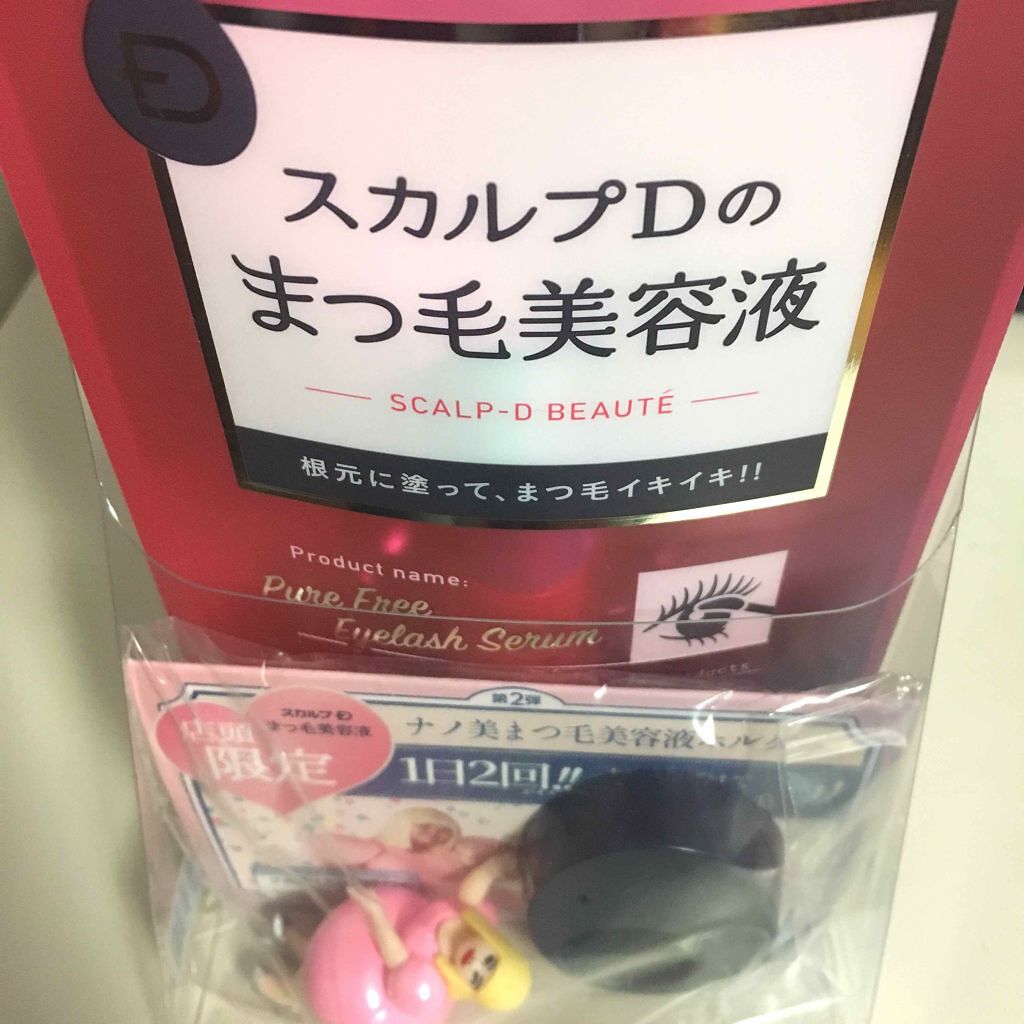 D
スカルプDの
まつ毛美容液
SCALP-D BEAUTÉ
根元に塗って、まつ毛イキイキ!!
Product name:
Pure Free
Eyelash Serum
第2弾
スカルプD
まつ毛美容液
店頭
限定
ナノ美まつ毛美容液ホルダ
1日2回!!